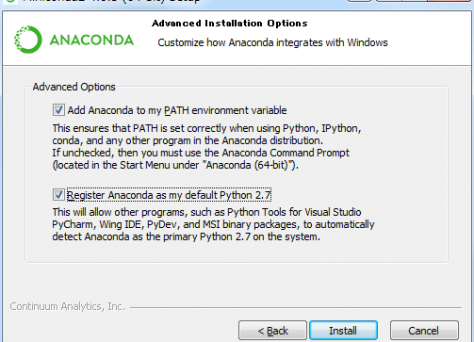 (64-bit) Setup
Advanced Installation Options
ANACONDA
Customize how Anaconda integrates with Windows
Advanced Options
Add Anaconda to my PATH environment variable
This ensures that PATH is set correctly when using Python, IPython,
conda, and any other program in the Anaconda distribution.
If unchecked, then you must use the Anaconda Command Prompt
(located in the Start Menu under "Anaconda (64-bit)").
Register Anaconda as my default Python 2.7
This will allow other programs, such as Python Tools for Visual Studio
PyCharm, Wing IDE, PyDev, and MSI binary packages, to automatically
detect Anaconda as the primary Python 2.7 on the system.
Continuum Analytics, Inc.
< Back
Install
Cancel